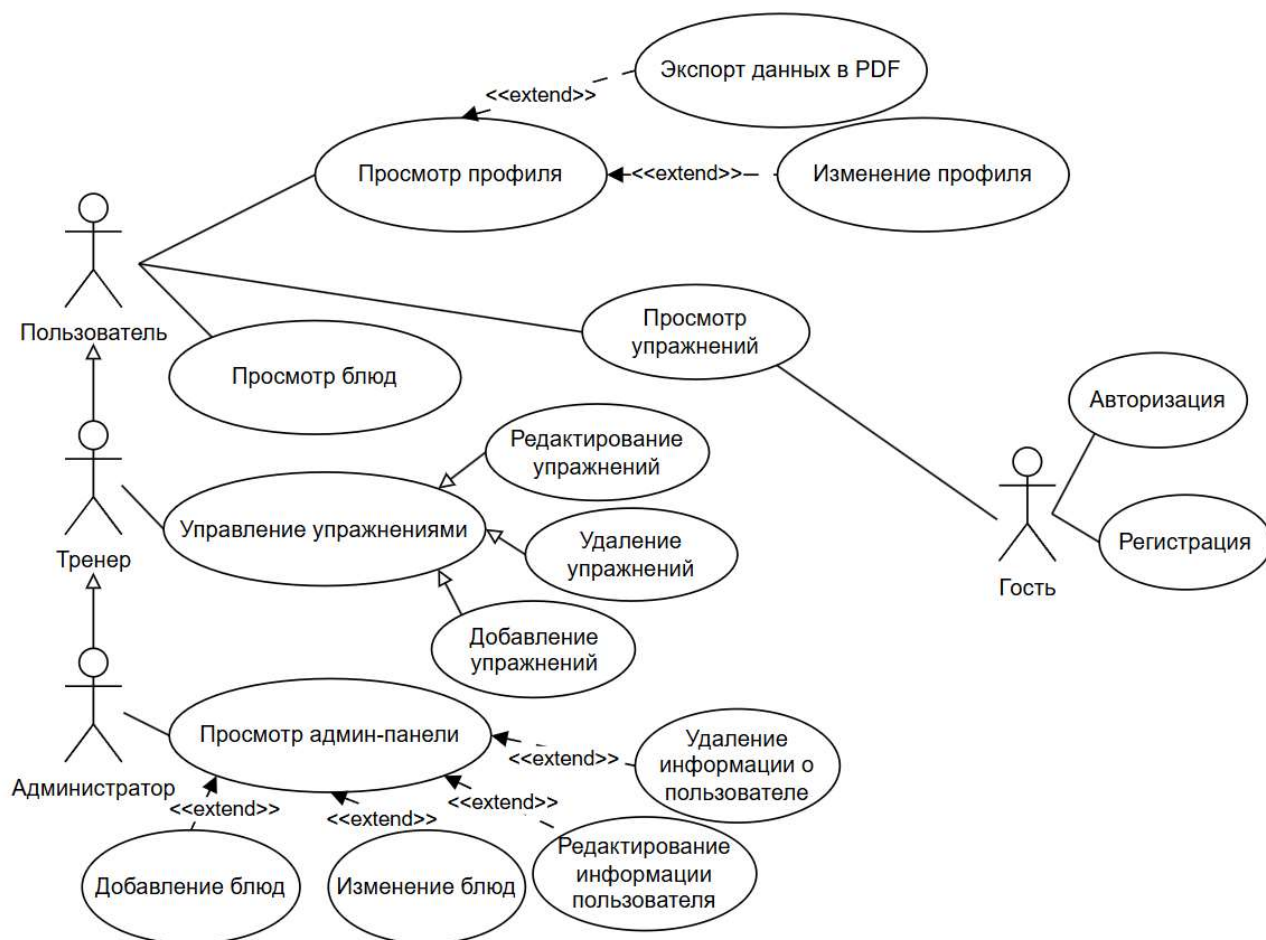 Экспорт данных в PDF
<<extend>>
Просмотр профиля
<<extend>>
Изменение профиля
Пользователь
Просмотр
упражнений
Просмотр блюд
Авторизация
Редактирование
упражнений
Управление упражнениями
Удаление
упражнений
Регистрация
Тренер
Гость
Добавление
упражнений
Просмотр админ-панели
Удаление
информации о
пользователе
<<extend>>
Администратор
<<extend>>
<<extend>>
<<extend>>
Добавление блюд
Изменение блюд
Редактирование
информации
пользователя